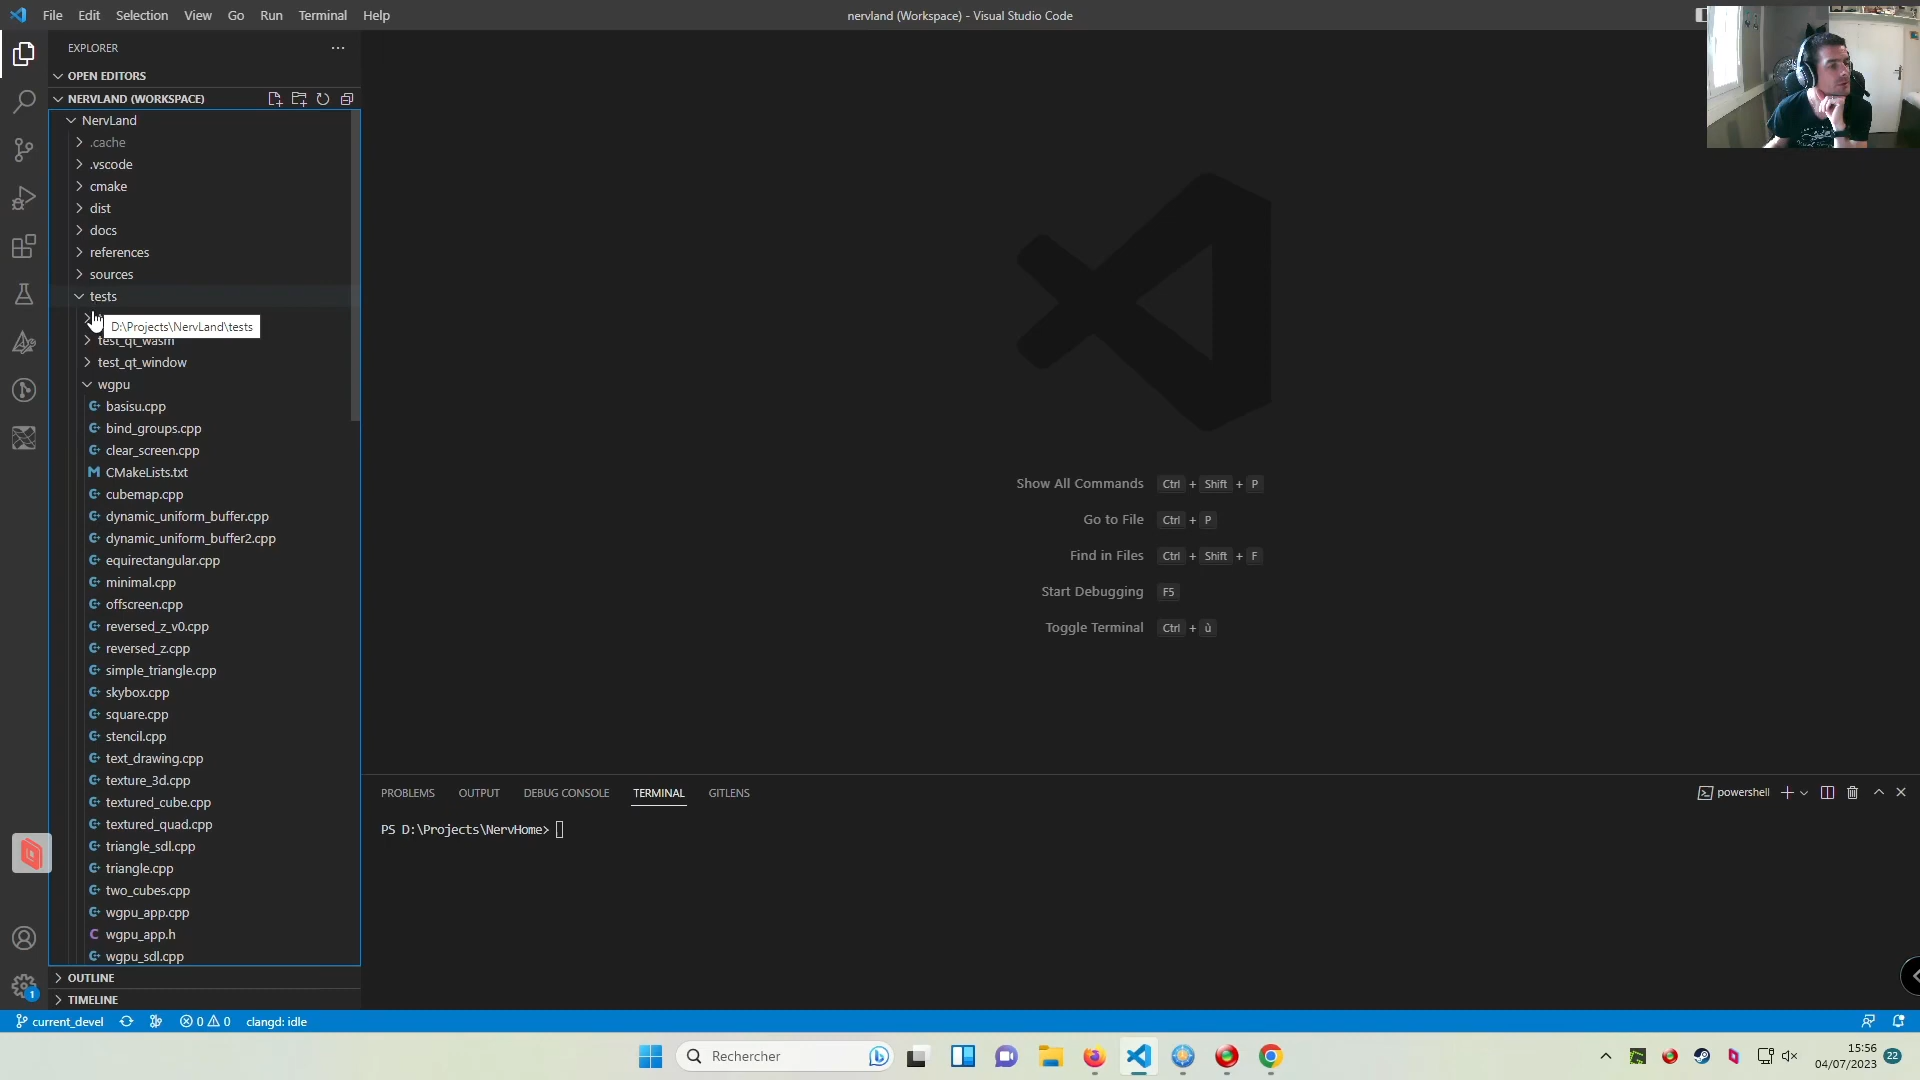 File Edit Selection View Go Run Terminal Help
nervland (Workspace) - Visual Studio Code
EXPLORER
OPEN EDITORS
NERVLAND (WORKSPACE)
NervLand
.cache
.vscode
cmake
dist
docs
references
sources
tests
D:\Projects\NervLand\tests
test_qt_wasm
test_qt_window
wgpu
basisu.cpp
bind_groups.cpp
clear_screen.cpp
CMakeLists.txt
cubemap.cpp
dynamic_uniform_buffer.cpp
dynamic_uniform_buffer2.cpp
equirectangular.cpp
minimal.cpp
offscreen.cpp
reversed_z_v0.cpp
reversed_z.cpp
simple_triangle.cpp
skybox.cpp
square.cpp
stencil.cpp
text_drawing.cpp
texture_3d.cpp
textured_cube.cpp
textured_quad.cpp
triangle_sdl.cpp
triangle.cpp
two_cubes.cpp
wgpu_app.cpp
wgpu_app.h
wgpu_sdl.cpp
OUTLINE
TIMELINE
Show All Commands Ctrl + Shift + P
Go to File Ctrl + P
Find in Files Ctrl + Shift + F
Start Debugging F5
Toggle Terminal Ctrl + ù
PROBLEMS OUTPUT DEBUG CONSOLE TERMINAL GITLENS
powershell
PS D:\Projects\NervHome>
1
current_devel 0 0 clangd: idle
Rechercher
15:56
04/07/2023
22